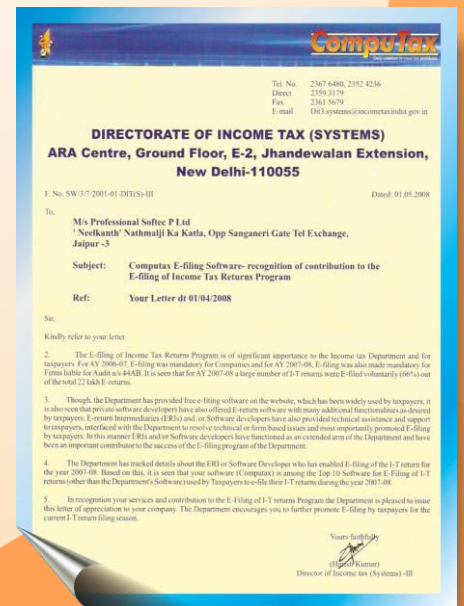 CompuTax
Tel. No. 2367 6480, 2352 4236
Direct 2359 3179
Fax 2361 5679
E-mail Dit3.systems@incometaxindia.gov.in
DIRECTORATE OF INCOME TAX (SYSTEMS)
ARA Centre, Ground Floor, E-2, Jhandewalan Extension,
New Delhi-110055
F. No. SW/3/7/2001-01-DIT(S)-III Dated: 01.05.2008
To,
M/s Professional Softec P Ltd
' Neelkanth' Nathmalji Ka Katla, Opp Sanganeri Gate Tel Exchange,
Jaipur -3
Subject: Computax E-filing Software- recognition of contribution to the
E-filing of Income Tax Returns Program
Ref: Your Letter dt 01/04/2008
Sir,
Kindly refer to your letter.
2. The E-filing of Income Tax Returns Program is of significant importance to the Income tax Department and for
taxpayers. For AY 2006-07, E-filing was mandatory for Companies and for AY 2007-08, E-filing was also made mandatory for
Firms liable for Audit u/s 44AB. It is seen that for AY 2007-08 a large number of I-T returns were E-filed voluntarily (66%) out
of the total 22 lakh E-returns.
3. Though, the Department has provided free e-filing software on the website, which has been widely used by taxpayers, it
is also seen that private software developers have also offered E-return software with many additional functionalities as desired
by taxpayers. E-return Intermediaries (ERIs) and /or Software developers have also provided technical assistance and support
to taxpayers, interfaced with the Department to resolve technical or form based issues and most importantly promoted E-filing
by taxpayers. In this manner ERIs and/or Software developers have functioned as an extended arm of the Department and have
been an important contributor to the success of the E-filing program of the Department.
4. The Department has tracked details about the ERI or Software Developer who has enabled E-filing of the I-T return for
the year 2007-08. Based on this, it is seen that your software (Computax) is among the Top 10 Software for E-Filing of I-T
returns (other than the Department's Software) used by Taxpayers to e-file their I-T returns during the year 2007-08.
5. In recognition your services and contribution to the E-Filing of I-T returns Program the Department is pleased to issue
this letter of appreciation to your company. The Department encourages you to further promote E-filing by taxpayers for the
current I-T return filing season.
Yours faithfully
Kumar)
Director of Income tax (Systems) -III